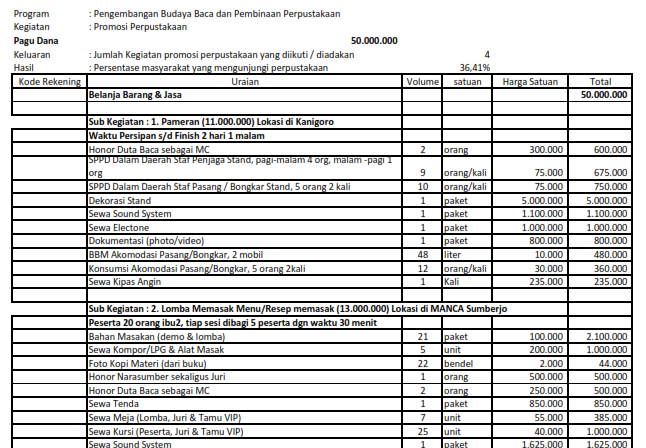 Program : Pengembangan Budaya Baca dan Pembinaan Perpustakaan
Kegiatan : Promosi Perpustakaan
Pagu Dana 50.000.000
Keluaran : Jumlah Kegiatan promosi perpustakaan yang diikuti / diadakan 4
Hasil : Persentase masyarakat yang mengunjungi perpustakaan 36,41%
Kode Rekening Uraian Volume satuan Harga Satuan Total
Belanja Barang & Jasa 50.000.000
Sub Kegiatan : 1. Pameran (11.000.000) Lokasi di Kanigoro
Waktu Persipan s/d Finish 2 hari 1 malam
Honor Duta Baca sebagai MC 2 orang 300.000 600.000
SPPD Dalam Daerah Staf Penjaga Stand, pagi-malam 4 org, malam -pagi 1
org 9 orang/kali 75.000 675.000
SPPD Dalam Daerah Staf Pasang / Bongkar Stand, 5 orang 2 kali 10 orang/kali 75.000 750.000
Dekorasi Stand 1 paket 5.000.000 5.000.000
Sewa Sound System 1 paket 1.100.000 1.100.000
Sewa Electone 1 paket 1.000.000 1.000.000
Dokumentasi (photo/video) 1 paket 800.000 800.000
BBM Akomodasi Pasang/Bongkar, 2 mobil 48 liter 10.000 480.000
Konsumsi Akomodasi Pasang/Bongkar, 5 orang 2kali 12 orang/kali 30.000 360.000
Sewa Kipas Angin 1 Kali 235.000 235.000
Sub Kegiatan : 2. Lomba Memasak Menu/Resep memasak (13.000.000) Lokasi di MANCA Sumberjo
Peserta 20 orang ibu2, tiap sesi dibagi 5 peserta dgn waktu 30 menit
Bahan Masakan (demo & lomba) 21 paket 100.000 2.100.000
Sewa Kompor/LPG & Alat Masak 5 unit 200.000 1.000.000
Foto Kopi Materi (dari buku) 22 bendel 2.000 44.000
Honor Narasumber sekaligus Juri 1 orang 500.000 500.000
Honor Duta Baca sebagai MC 2 orang 250.000 500.000
Sewa Tenda 1 paket 850.000 850.000
Sewa Meja (Lomba, Juri & Tamu VIP) 7 unit 55.000 385.000
Sewa Kursi (Peserta, Juri & Tamu VIP) 25 unit 40.000 1.000.000
Sewa Sound System 1 paket 1.625.000 1.625.000